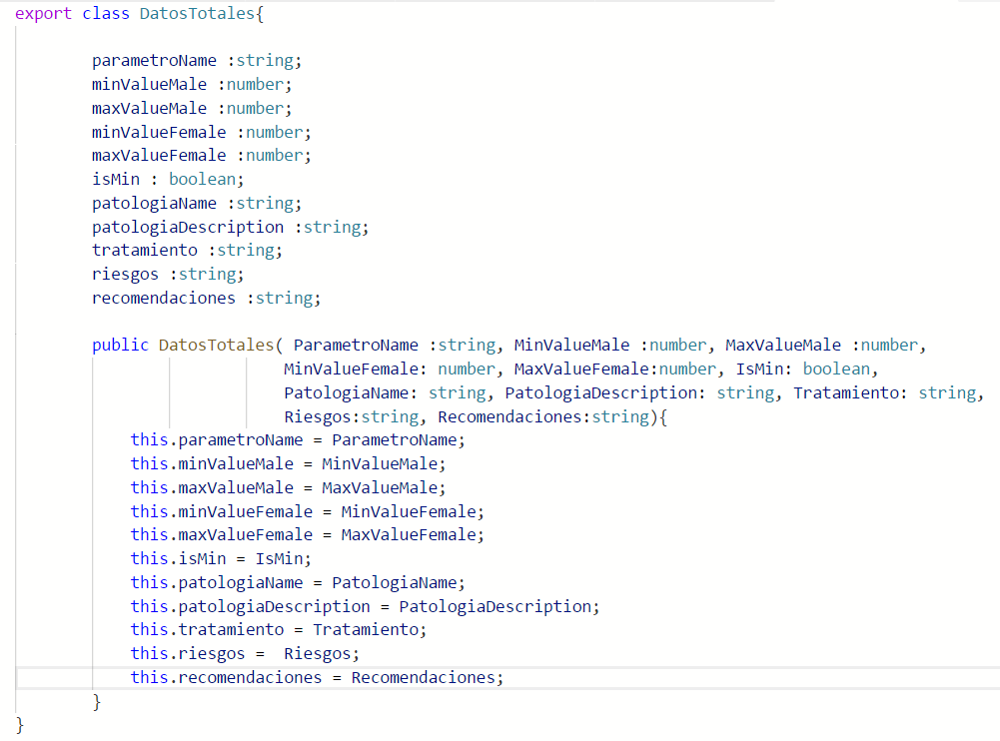 export class DatosTotales{
parametroName :string;
minValueMale :number;
maxValueMale :number;
minValueFemale :number;
maxValueFemale :number;
isMin : boolean;
patologiaName :string;
patologiaDescription :string;
tratamiento :string;
riesgos :string;
recomendaciones :string;
public DatosTotales( ParametroName :string, MinValueMale :number, MaxValueMale :number,
MinValueFemale: number, MaxValueFemale:number, IsMin: boolean,
PatologiaName: string, PatologiaDescription: string, Tratamiento: string,
Riesgos:string, Recomendaciones:string){
this.parametroName = ParametroName;
this.minValueMale = MinValueMale;
this.maxValueMale = MaxValueMale;
this.minValueFemale = MinValueFemale;
this.maxValueFemale = MaxValueFemale;
this.isMin = IsMin;
this.patologiaName = PatologiaName;
this.patologiaDescription = PatologiaDescription;
this.tratamiento = Tratamiento;
this.riesgos =  Riesgos;
this.recomendaciones = Recomendaciones;
}
}